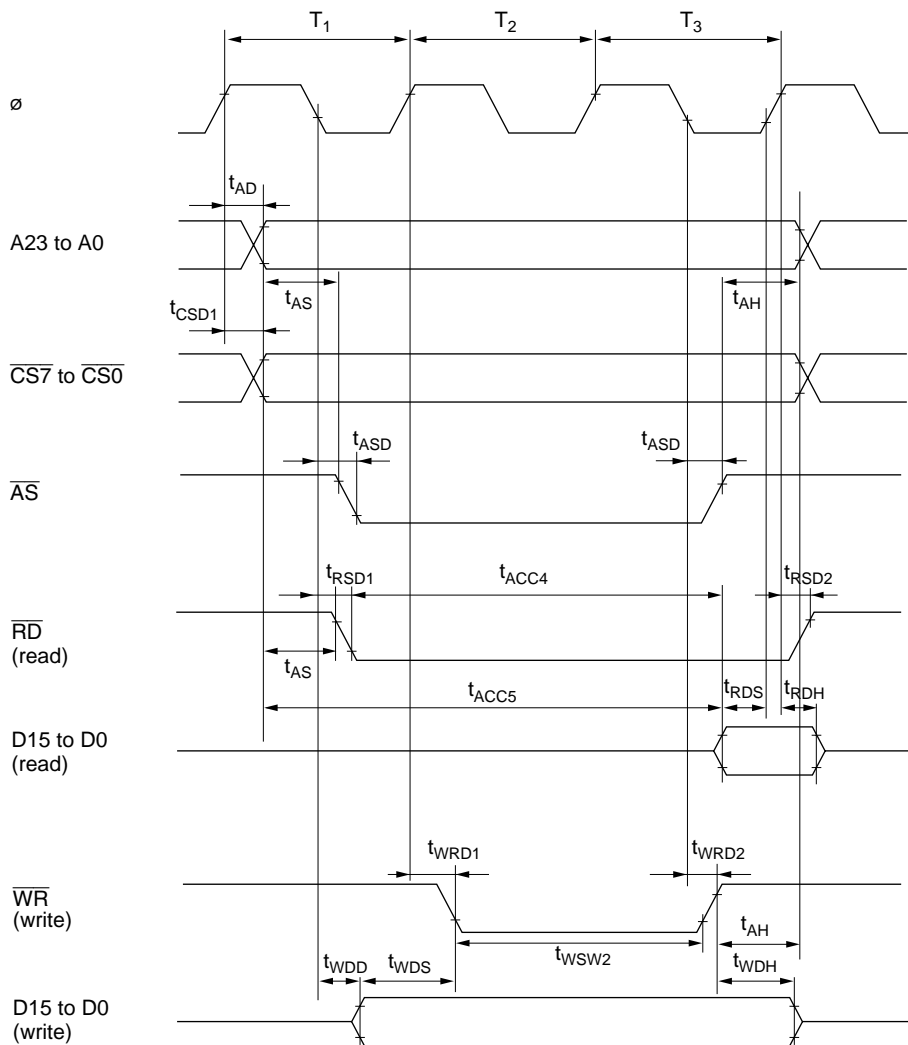 T1 T2 T3
ø
tAD
A23 to A0
tAS tAH
tCSD1
CS7 to CS0
tASD tASD
AS
tRSD1 tACC4 tRSD2
RD
(read)
tAS
tACC5 tRDS tRDH
D15 to D0
(read)
tWRD1 tWRD2
WR
(write)
tAH
tWSW2
tWDD tWDS tWDH
D15 to D0
(write)